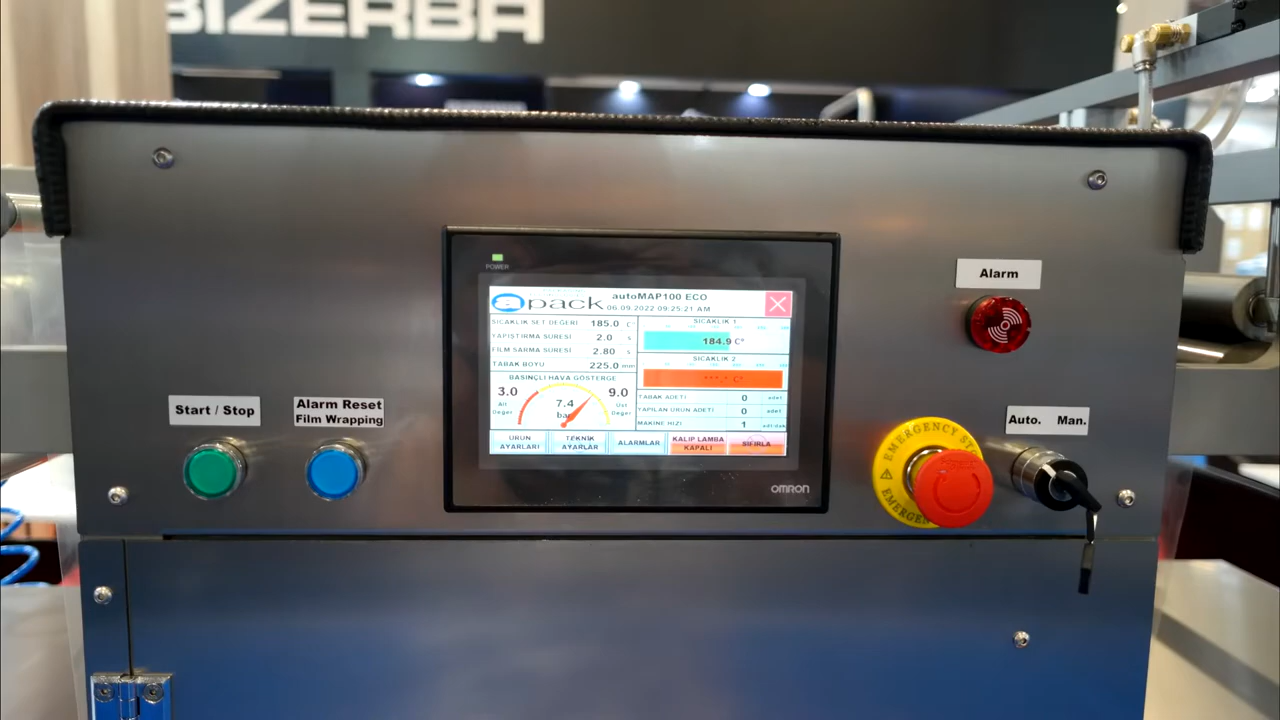 BIZERBA
POWER
pack
autoMAP100 ECO
06.09.2022 09:25:21 AM
SICAKLIK SET DEĞERİ 185.0 C°
YAPIŞTIRMA SÜRESİ 2.0 s
FİLM SARMA SÜRESİ 2.80 s
TABAK BOYU 225.0 mm
BASINÇLI HAVA GÖSTERGE
3.0
Alt
Değer
7.4
bar
9.0
Üst
Değer
SICAKLIK 1
184.9 C°
SICAKLIK 2
***.* C°
TABAK ADETİ 0 adet
YAPILAN ÜRÜN ADETİ 0 adet
MAKİNE HIZI 1
ÜRÜN
AYARLARI
TEKNİK
AYARLAR
ALARMLAR
KALIP LAMBA
KAPALI
SIFIRLA
OMRON
Start / Stop
Alarm Reset
Film Wrapping
Alarm
EMERGENCY
EMERGENCY
Auto. Man.